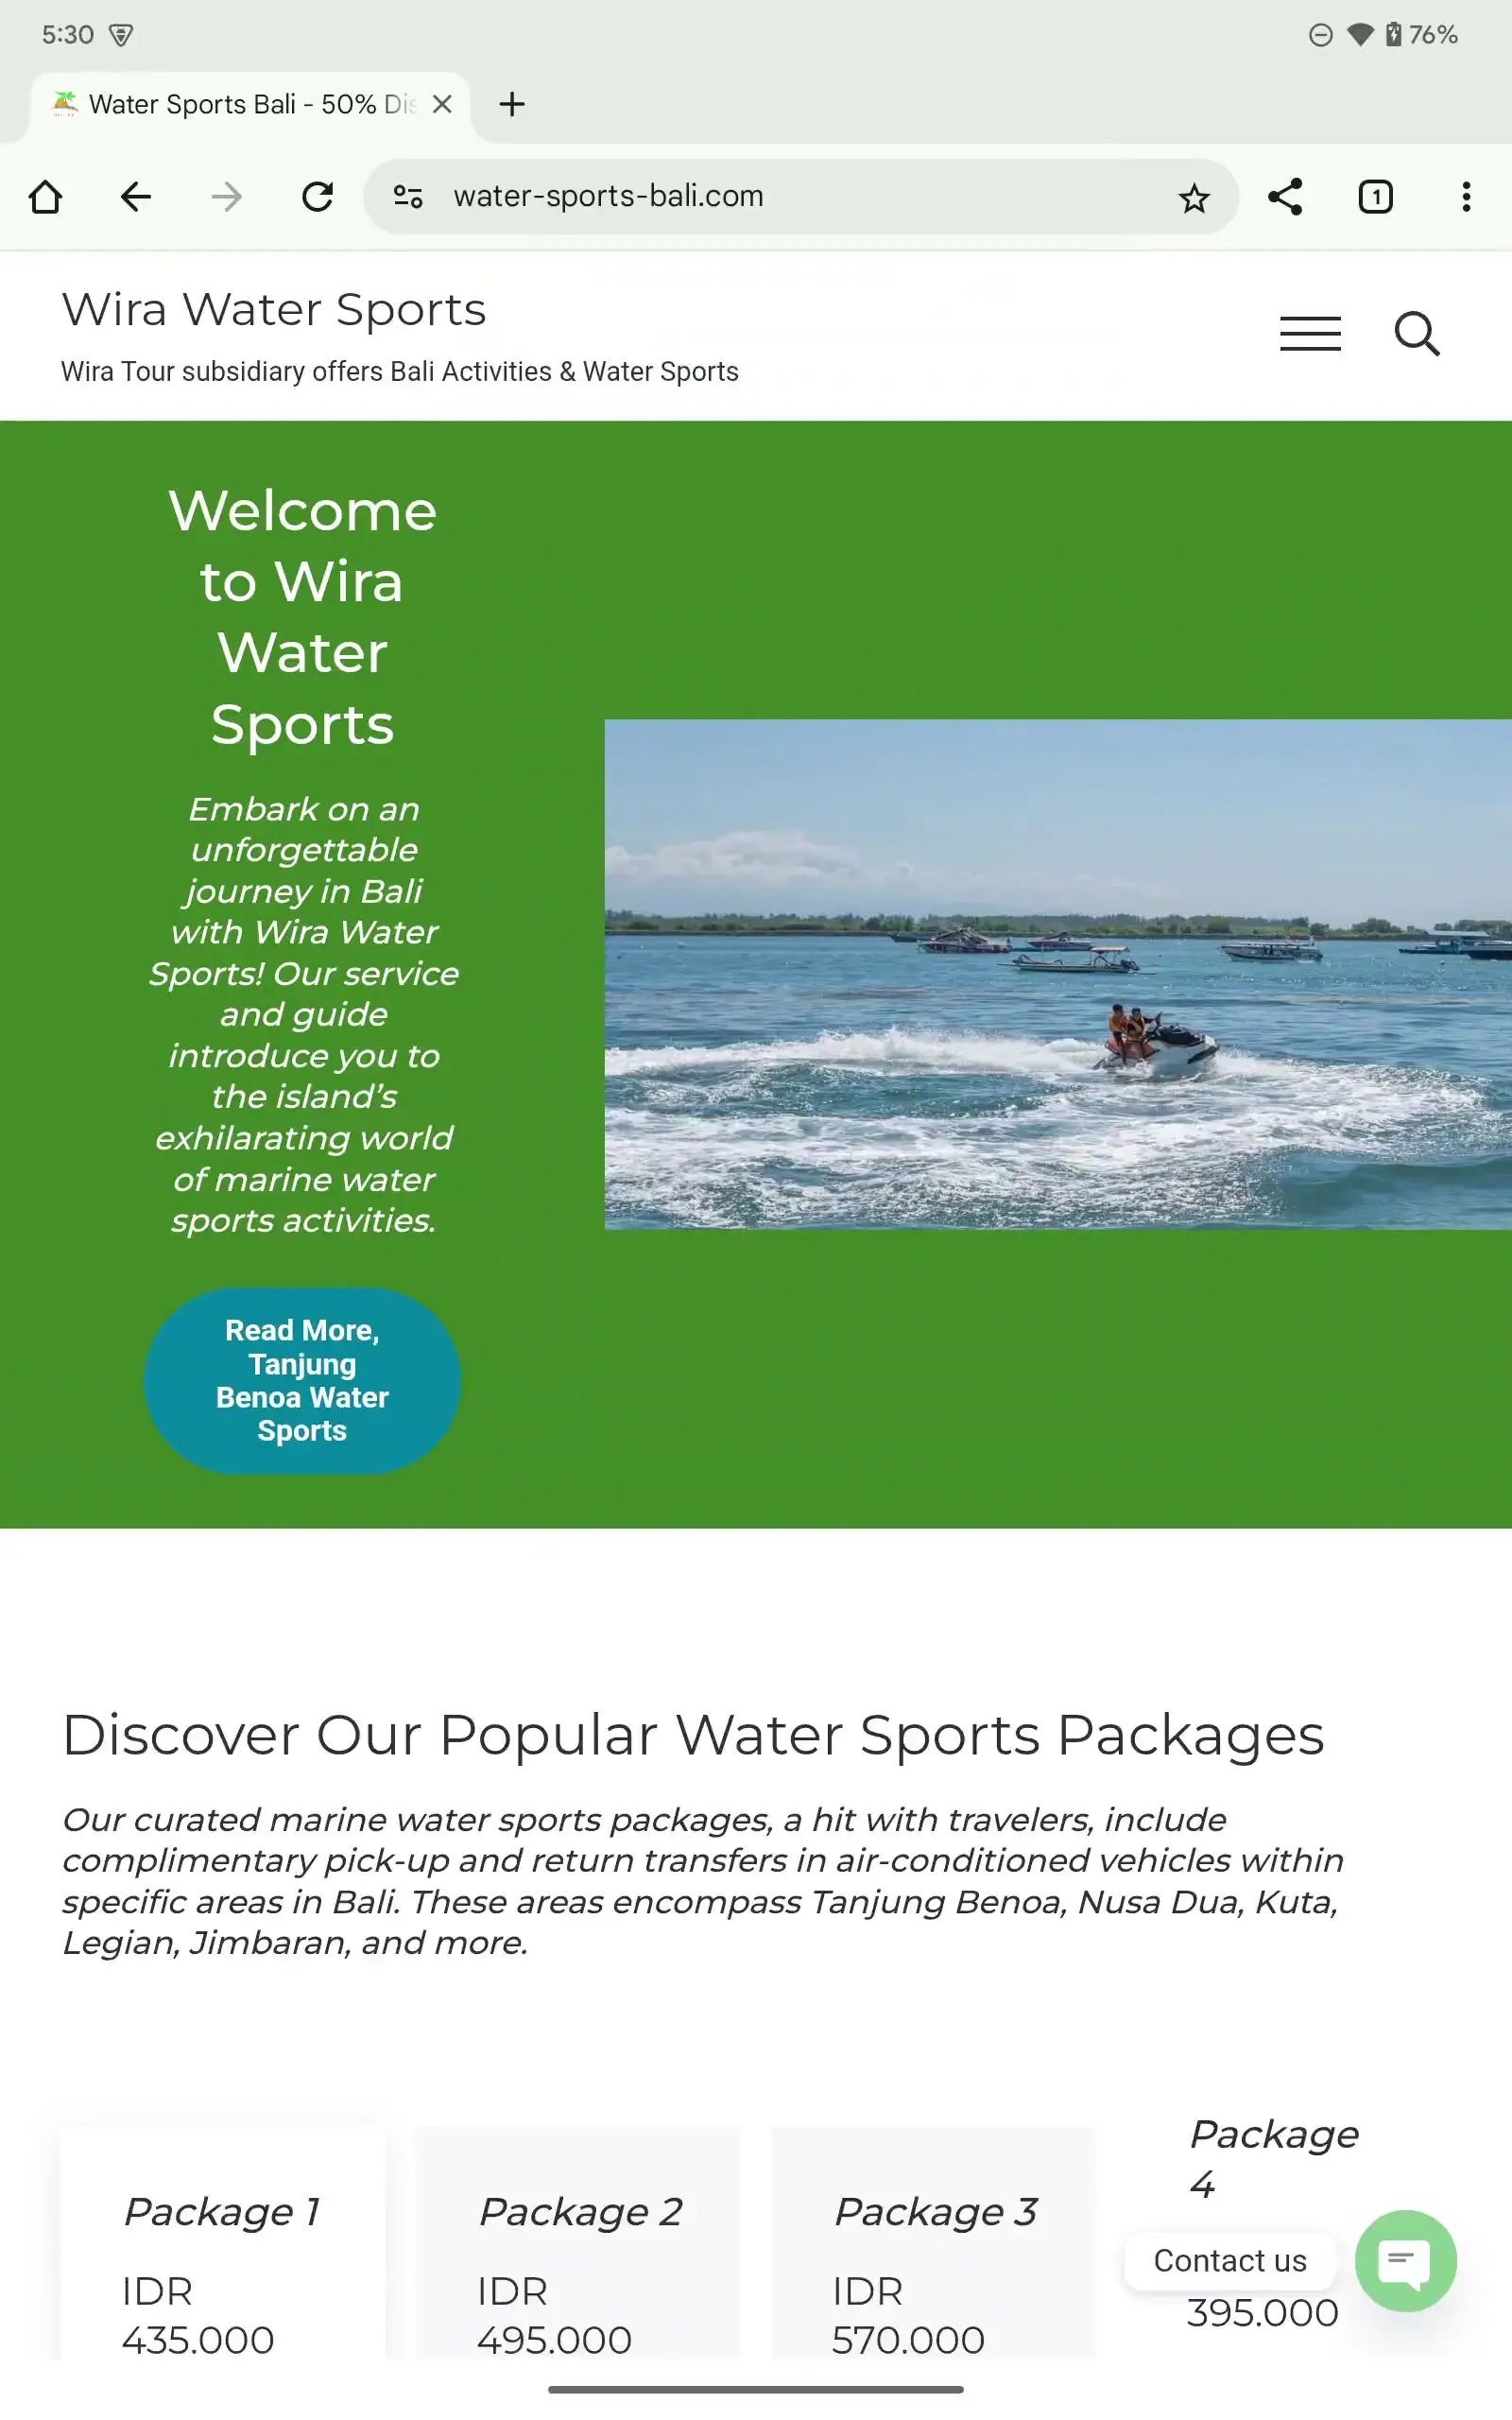 5:30
76%
Water Sports Bali - 50% Dis
water-sports-bali.com
1
Wira Water Sports
Wira Tour subsidiary offers Bali Activities & Water Sports
Welcome
to Wira
Water
Sports
Embark on an
unforgettable
journey in Bali
with Wira Water
Sports! Our service
and guide
introduce you to
the island’s
exhilarating world
of marine water
sports activities.
Read More,
Tanjung
Benoa Water
Sports
Discover Our Popular Water Sports Packages
Our curated marine water sports packages, a hit with travelers, include
complimentary pick-up and return transfers in air-conditioned vehicles within
specific areas in Bali. These areas encompass Tanjung Benoa, Nusa Dua, Kuta,
Legian, Jimbaran, and more.
Package 1
IDR
435.000
Package 2
IDR
495.000
Package 3
IDR
570.000
Package
4
395.000
Contact us